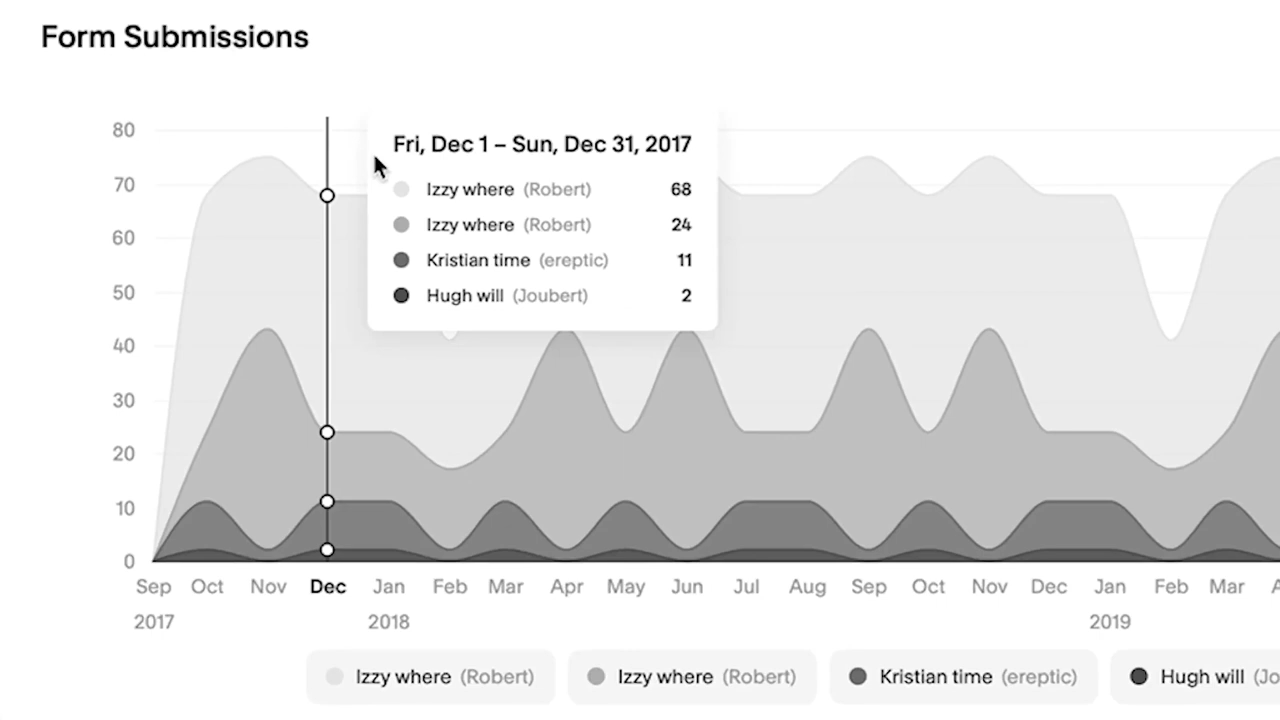 Form Submissions
80
70
60
50
40
30
20
10
0
Fri, Dec 1 – Sun, Dec 31, 2017
Izzy where (Robert) 68
Izzy where (Robert) 24
Kristian time (ereptic) 11
Hugh will (Joubert) 2
Sep Oct Nov Dec Jan Feb Mar Apr May Jun Jul Aug Sep Oct Nov Dec Jan Feb Mar A
2017 2018 2019
Izzy where (Robert) Izzy where (Robert) Kristian time (ereptic) Hugh will (Jo